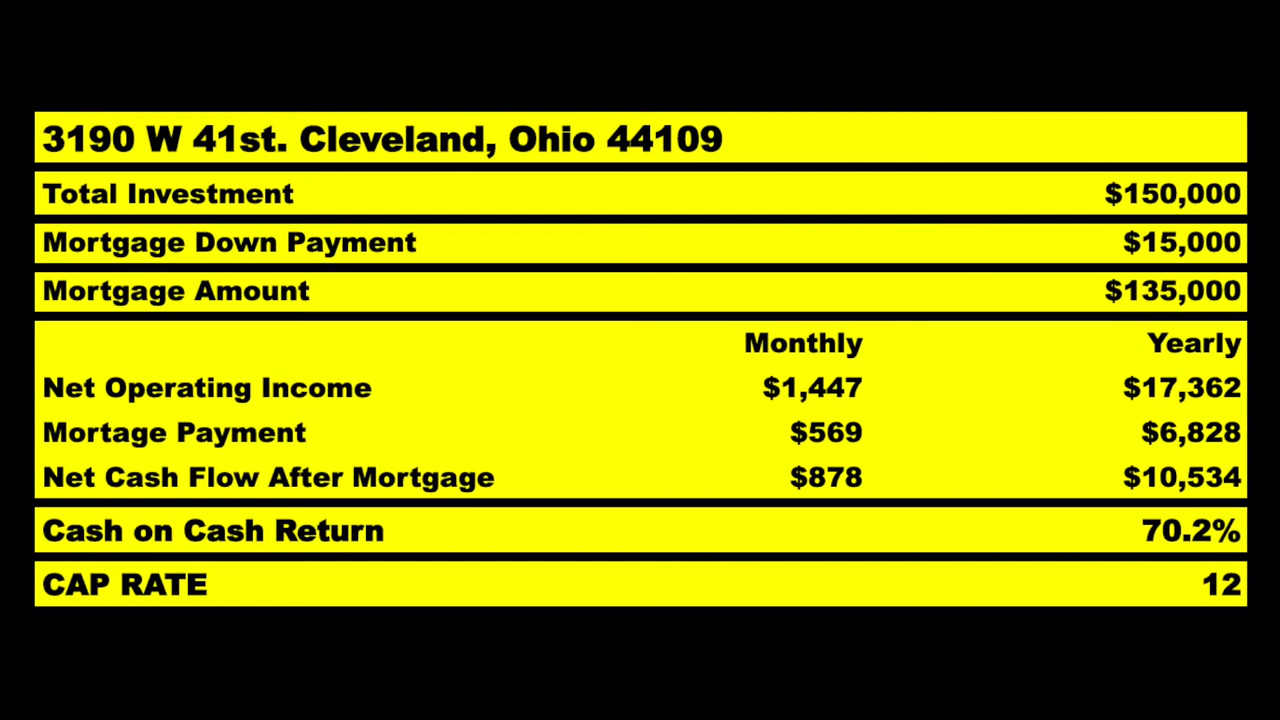 3190 W 41st. Cleveland, Ohio 44109
Total Investment $150,000
Mortgage Down Payment $15,000
Mortgage Amount $135,000
Monthly Yearly
Net Operating Income $1,447 $17,362
Mortage Payment $569 $6,828
Net Cash Flow After Mortgage $878 $10,534
Cash on Cash Return 70.2%
CAP RATE 12